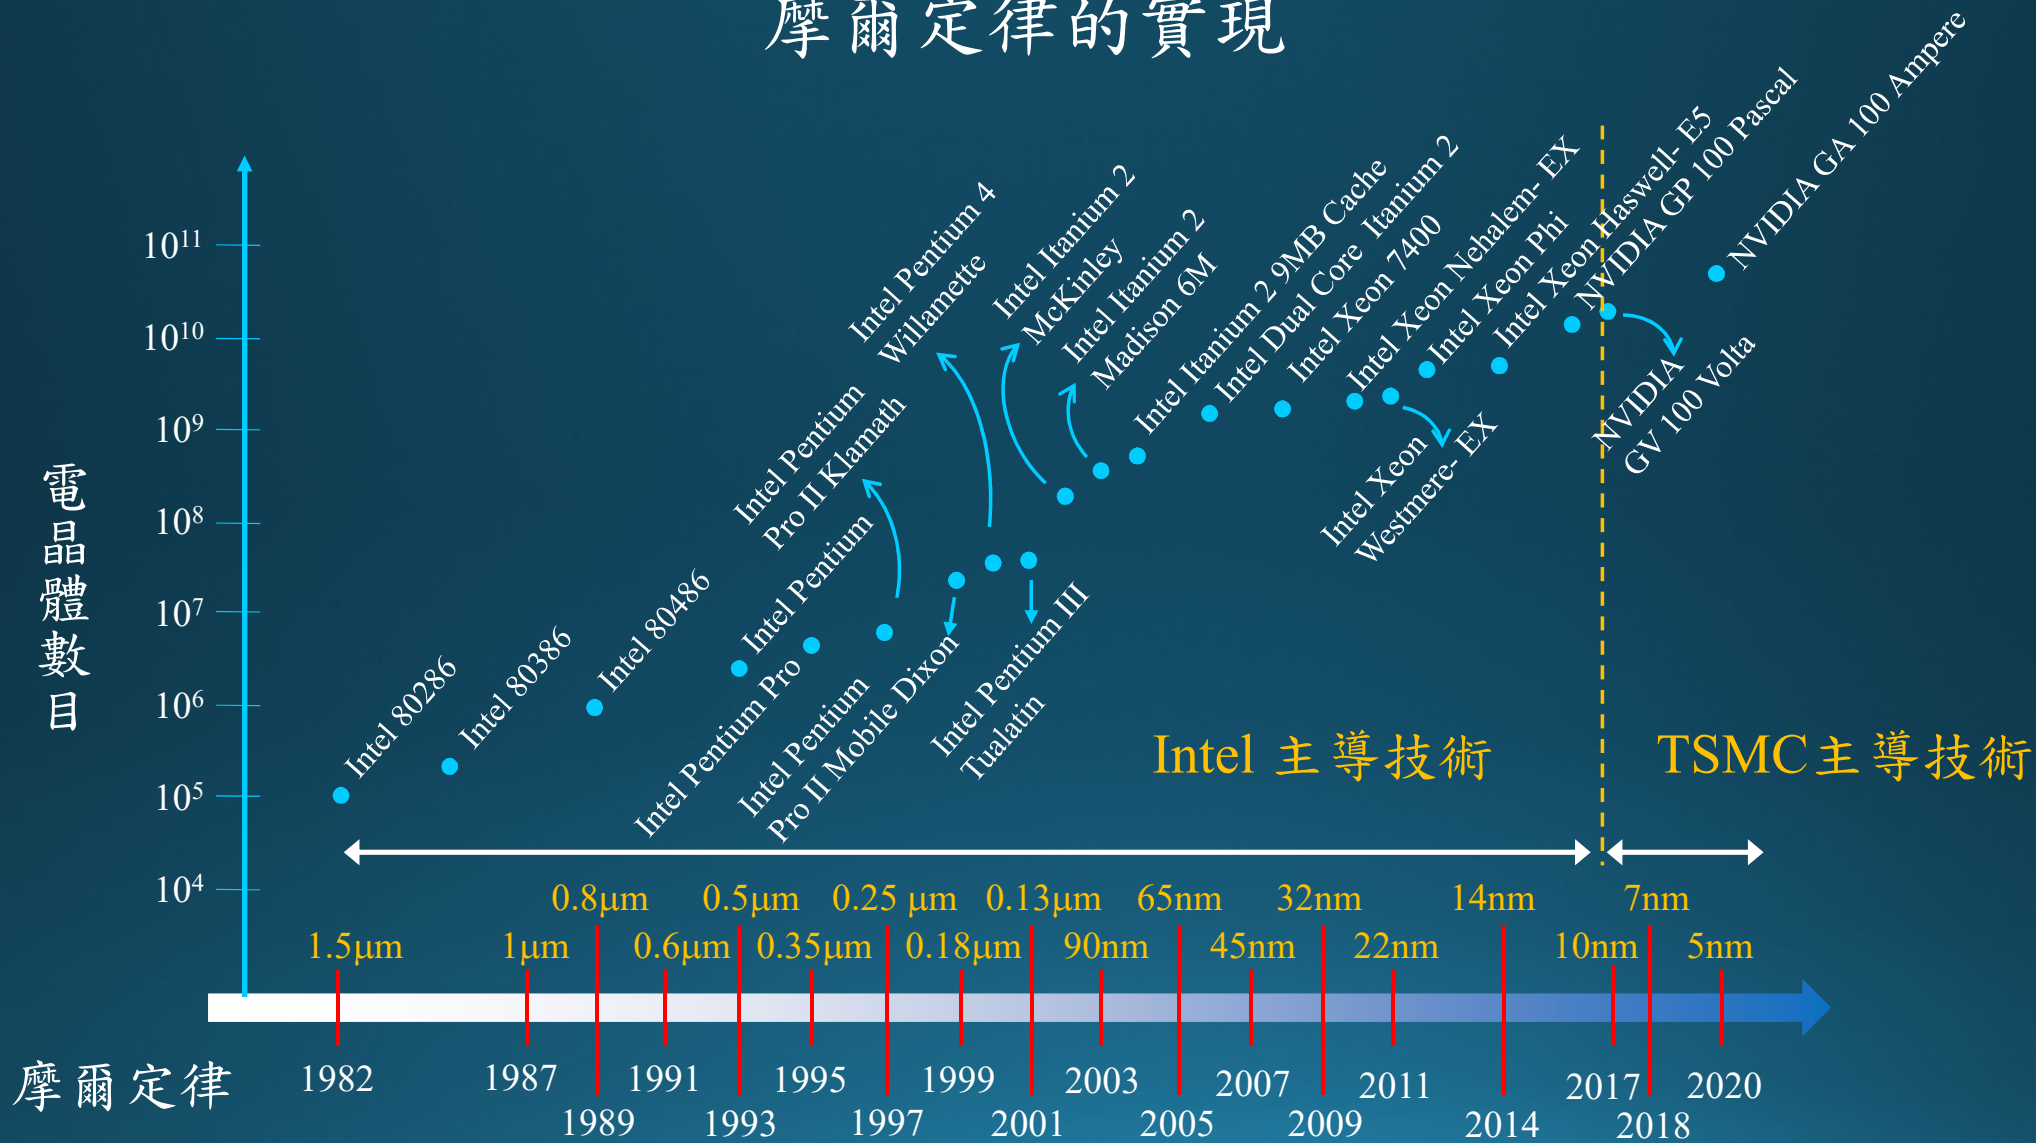 摩爾定律的實現
電晶體數目
10¹¹
10¹⁰
10⁹
10⁸
10⁷
10⁶
10⁵
10⁴
Intel 80286
Intel 80386
Intel 80486
Intel Pentium
Intel Pentium Pro
Intel Pentium
Pro II Klamath
Intel Pentium
Pro II Mobile Dixon
Intel Pentium 4
Willamette
Intel Pentium III
Tualatin
Intel Itanium 2
McKinley
Intel Itanium 2
Madison 6M
Intel Itanium 2 9MB Cache
Intel Dual Core Itanium 2
Intel Xeon 7400
Intel Xeon Nehalem- EX
Intel Xeon
Westmere- EX
Intel Xeon Phi
Intel Xeon Haswell- E5
NVIDIA GP 100 Pascal
NVIDIA
GV 100 Volta
NVIDIA GA 100 Ampere
Intel 主導技術
TSMC主導技術
0.8μm 0.5μm 0.25 μm 0.13μm 65nm 32nm 14nm 7nm
1.5μm 1μm 0.6μm 0.35μm 0.18μm 90nm 45nm 22nm 10nm 5nm
摩爾定律 1982 1987 1991 1995 1999 2003 2007 2011 2017 2020
1989 1993 1997 2001 2005 2009 2014 2018